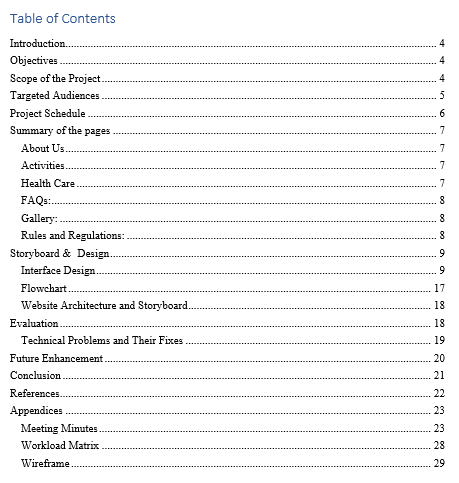 Table of Contents
Introduction........................................................................................................ 4
Objectives ........................................................................................................ 4
Scope of the Project ........................................................................................................ 4
Targeted Audiences ........................................................................................................ 5
Project Schedule ........................................................................................................ 6
Summary of the pages ........................................................................................................ 7
About Us........................................................................................................ 7
Activities........................................................................................................ 7
Health Care ........................................................................................................ 7
FAQs:........................................................................................................ 8
Gallery: ........................................................................................................ 8
Rules and Regulations: ........................................................................................................ 8
Storyboard & Design........................................................................................................ 9
Interface Design........................................................................................................ 9
Flowchart ........................................................................................................ 17
Website Architecture and Storyboard........................................................................................................ 18
Evaluation ........................................................................................................ 18
Technical Problems and Their Fixes ........................................................................................................ 19
Future Enhancement ........................................................................................................ 20
Conclusion ........................................................................................................ 21
References........................................................................................................ 22
Appendices ........................................................................................................ 23
Meeting Minutes ........................................................................................................ 23
Workload Matrix ........................................................................................................ 28
Wireframe ........................................................................................................ 29